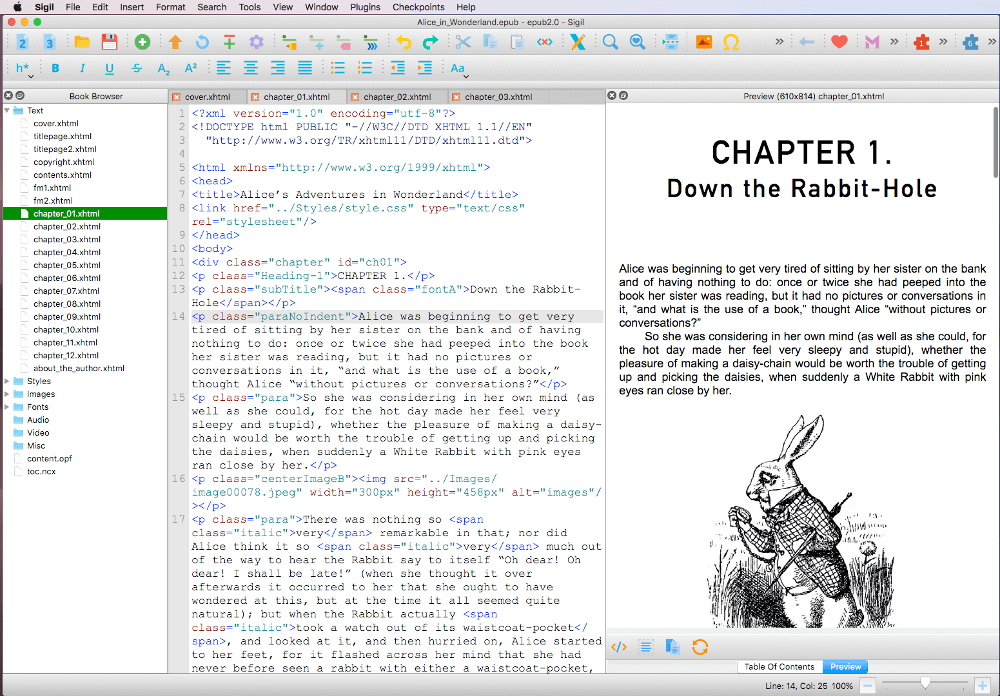 Sigil File Edit Insert Format Search Tools View Window Plugins Checkpoints Help
Alice_in_Wonderland.epub - epub2.0 - Sigil
2 3 Ω » » 1 » 6 »
h* B I U S A2 A2 Aa
Book Browser
Text
cover.xhtml
titlepage.xhtml
titlepage2.xhtml
copyright.xhtml
contents.xhtml
fm1.xhtml
fm2.xhtml
chapter_01.xhtml
chapter_02.xhtml
chapter_03.xhtml
chapter_04.xhtml
chapter_05.xhtml
chapter_06.xhtml
chapter_07.xhtml
chapter_08.xhtml
chapter_09.xhtml
chapter_10.xhtml
chapter_11.xhtml
chapter_12.xhtml
about_the_author.xhtml
Styles
Images
Fonts
Audio
Video
Misc
content.opf
toc.ncx
cover.xhtml chapter_01.xhtml chapter_02.xhtml chapter_03.xhtml
1 <?xml version="1.0" encoding="utf-8"?>
2 <!DOCTYPE html PUBLIC "-//W3C//DTD XHTML 1.1//EN"
3 "http://www.w3.org/TR/xhtml11/DTD/xhtml11.dtd">
4
5 <html xmlns="http://www.w3.org/1999/xhtml">
6 <head>
7 <title>Alice’s Adventures in Wonderland</title>
8 <link href="../Styles/style.css" type="text/css"
rel="stylesheet"/>
9 </head>
10 <body>
11 <div class="chapter" id="ch01">
12 <p class="Heading-1">CHAPTER 1.</p>
13 <p class="subTitle"><span class="fontA">Down the Rabbit-
Hole</span></p>
14 <p class="paraNoIndent">Alice was beginning to get very
tired of sitting by her sister on the bank and of having
nothing to do: once or twice she had peeped into the book
her sister was reading, but it had no pictures or
conversations in it, “and what is the use of a book,”
thought Alice “without pictures or conversations?”</p>
15 <p class="para">So she was considering in her own mind (as
well as she could, for the hot day made her feel very
sleepy and stupid), whether the pleasure of making a daisy-
chain would be worth the trouble of getting up and picking
the daisies, when suddenly a White Rabbit with pink eyes
ran close by her.</p>
16 <p class="centerImageB"><img src="../Images/
image00078.jpeg" width="300px" height="458px" alt="images"/
></p>
17 <p class="para">There was nothing so <span
class="italic">very</span> remarkable in that; nor did
Alice think it so <span class="italic">very</span> much out
of the way to hear the Rabbit say to itself “Oh dear! Oh
dear! I shall be late!” (when she thought it over
afterwards it occurred to her that she ought to have
wondered at this, but at the time it all seemed quite
natural); but when the Rabbit actually <span
class="italic">took a watch out of its waistcoat-pocket</
span>, and looked at it, and then hurried on, Alice started
to her feet, for it flashed across her mind that she had
never before seen a rabbit with either a waistcoat-pocket,
Preview (610x814) chapter_01.xhtml
CHAPTER 1.
Down the Rabbit-Hole
Alice was beginning to get very tired of sitting by her sister on the bank
and of having nothing to do: once or twice she had peeped into the
book her sister was reading, but it had no pictures or conversations in
it, “and what is the use of a book,” thought Alice “without pictures or
conversations?”
So she was considering in her own mind (as well as she could, for
the hot day made her feel very sleepy and stupid), whether the
pleasure of making a daisy-chain would be worth the trouble of getting
up and picking the daisies, when suddenly a White Rabbit with pink
eyes ran close by her.
Table Of Contents Preview
Line: 14, Col: 25 100%